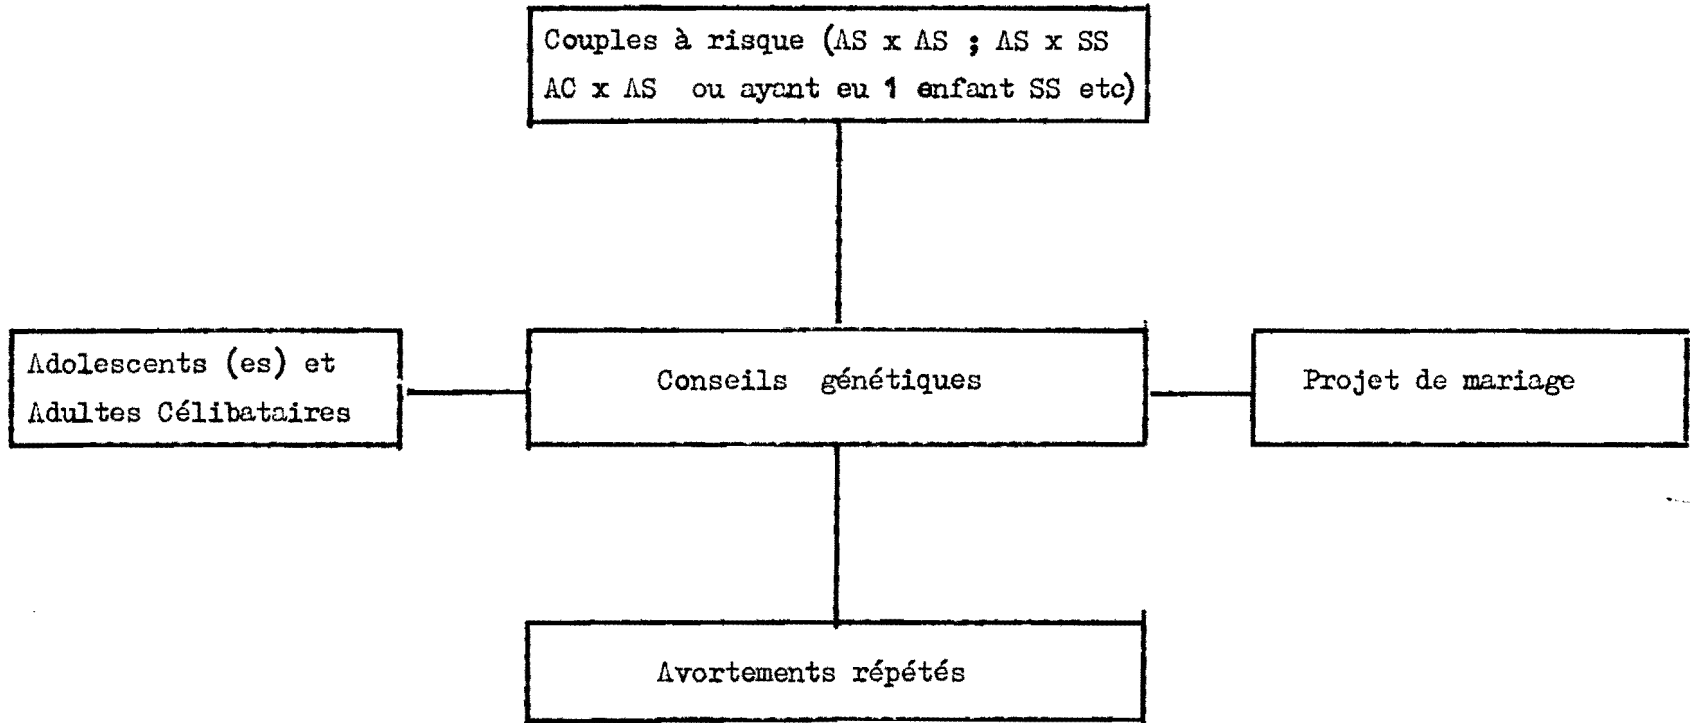 Couples à risque (AS x AS ; AS x SS
AC x AS ou ayant eu 1 enfant SS etc)
Adolescents (es) et
Adultes Célibataires
Conseils génétiques
Projet de mariage
Avortements répétés